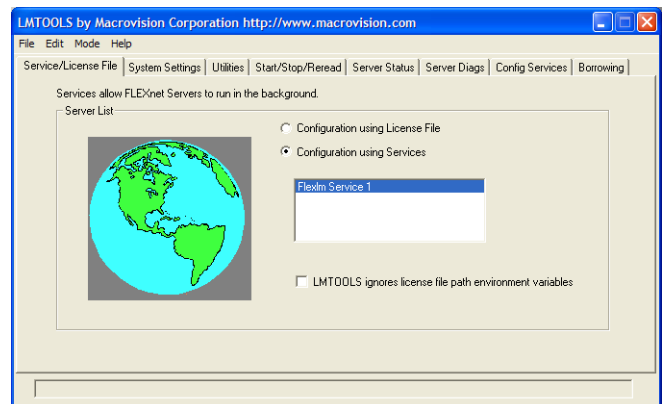 LMTOOLS by Macrovision Corporation http://www.macrovision.com
File Edit Mode Help
Service/License File System Settings Utilities Start/Stop/Reread Server Status Server Diags Config Services Borrowing
Services allow FLEXnet Servers to run in the background.
Server List
Configuration using License File
Configuration using Services
Flexlm Service 1
LMTOOLS ignores license file path environment variables